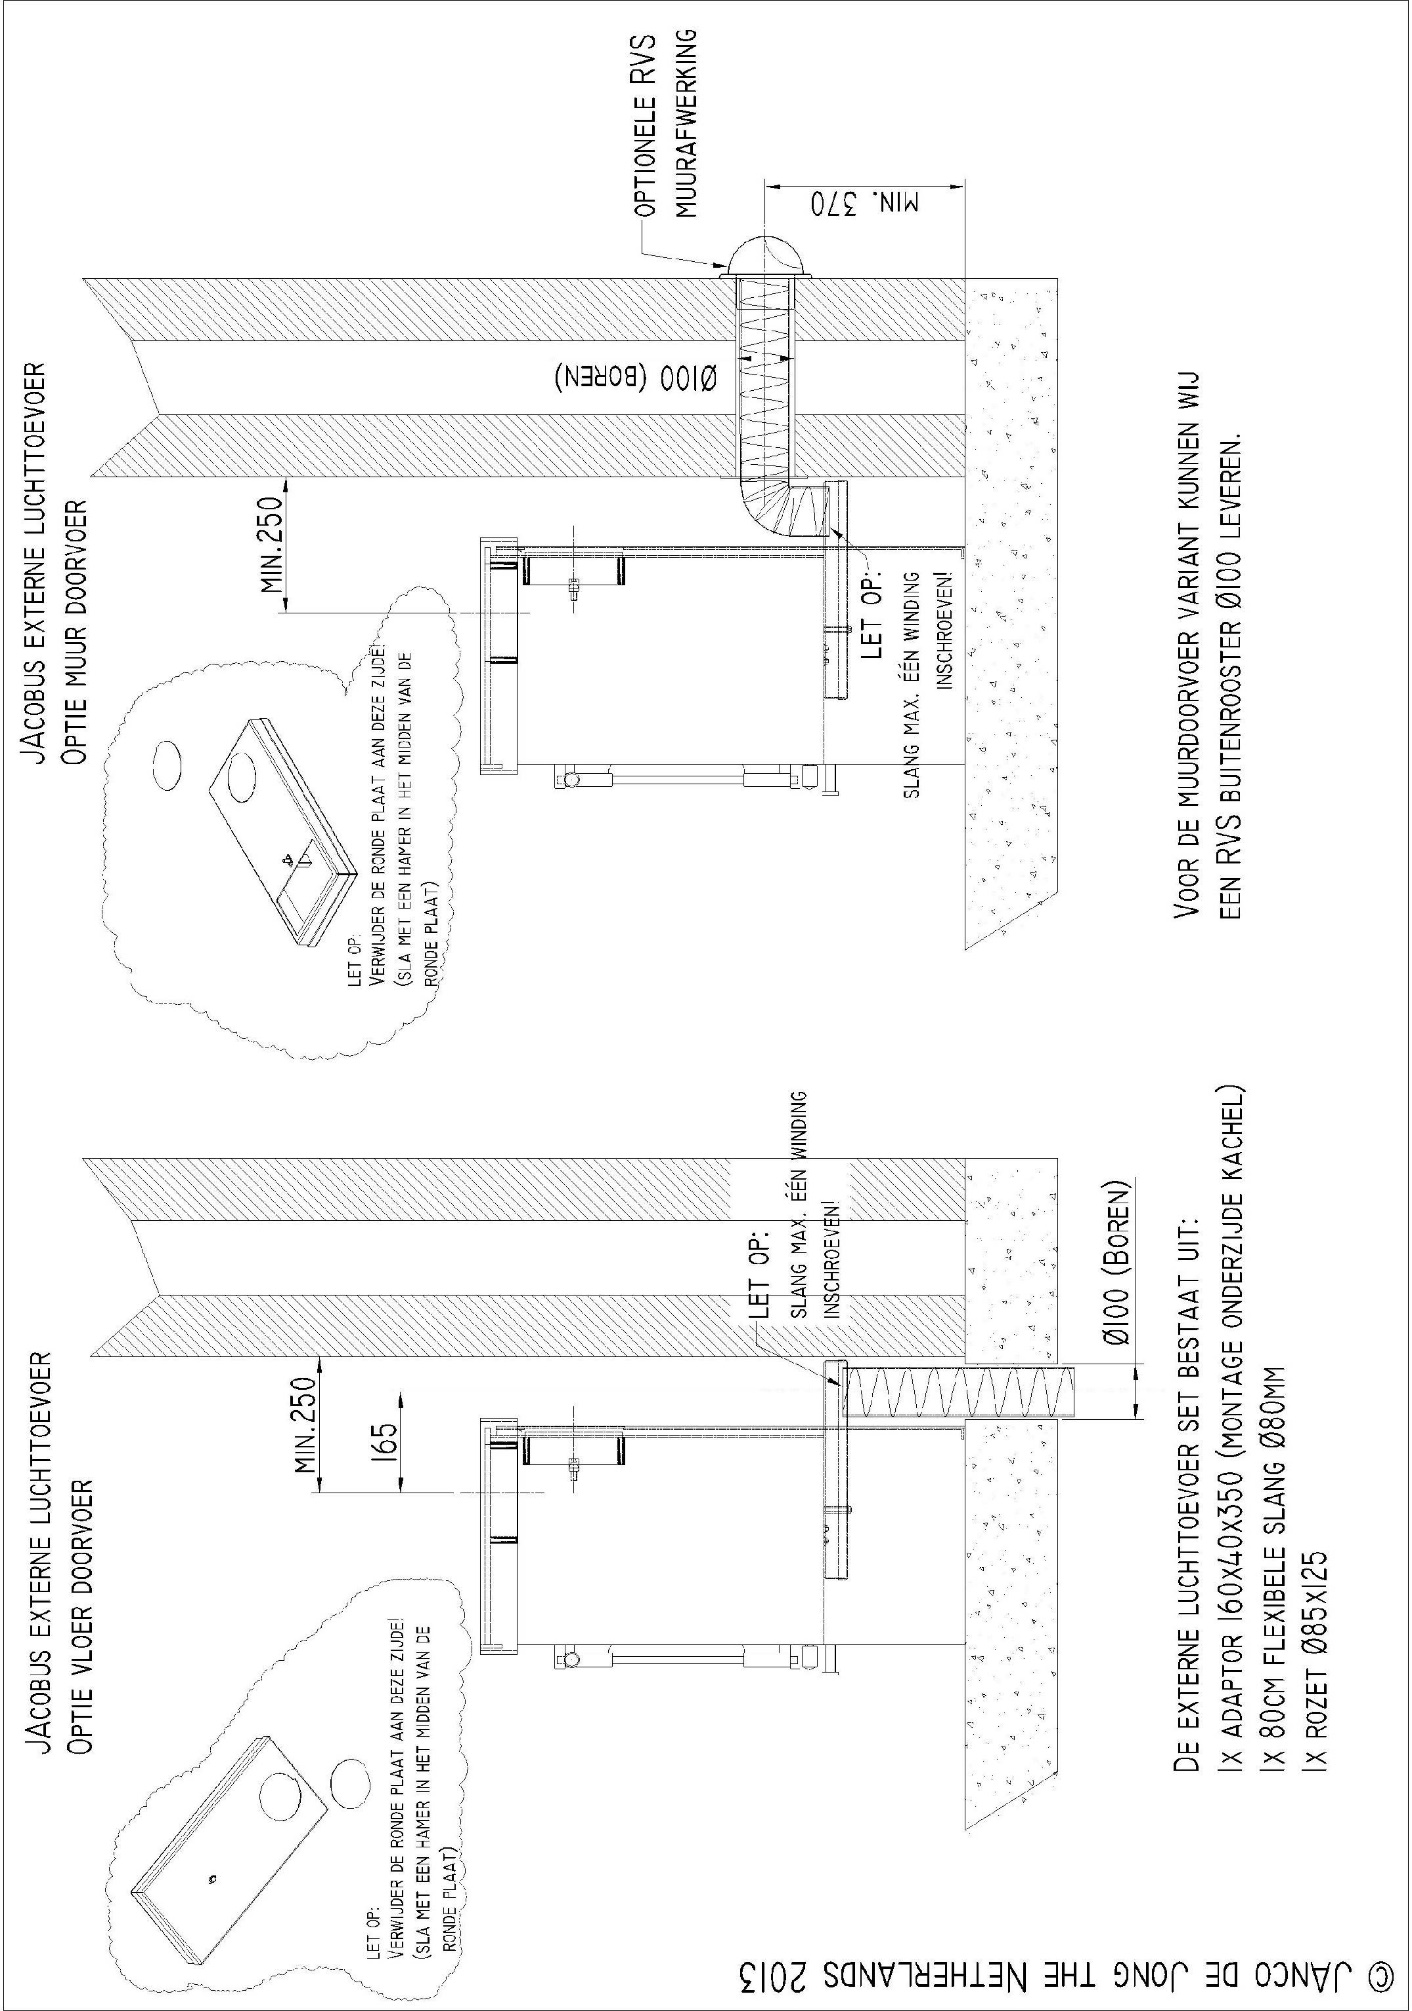 JACOBUS EXTERNE LUCHTTOEVOER
OPTIE VLOER DOORVOER
LET OP:
VERWIJDER DE RONDE PLAAT AAN DEZE ZIJDE!
(SLA MET EEN HAMER IN HET MIDDEN VAN DE
RONDE PLAAT)
MIN.250
165
LET OP:
SLANG MAX. ÉÉN WINDING
INSCHROEVEN!
Ø100 (BOREN)
DE EXTERNE LUCHTTOEVOER SET BESTAAT UIT:
1X ADAPTOR 160X40X350 (MONTAGE ONDERZIJDE KACHEL)
1X 80CM FLEXIBELE SLANG Ø80MM
1X ROZET Ø85X125
JACOBUS EXTERNE LUCHTTOEVOER
OPTIE MUUR DOORVOER
LET OP:
VERWIJDER DE RONDE PLAAT AAN DEZE ZIJDE!
(SLA MET EEN HAMER IN HET MIDDEN VAN DE
RONDE PLAAT)
MIN.250
OPTIONELE RVS
MUURAFWERKING
Ø100 (BOREN)
MIN. 370
LET OP:
SLANG MAX. ÉÉN WINDING
INSCHROEVEN!
VOOR DE MUURDOORVOER VARIANT KUNNEN WIJ
EEN RVS BUITENROOSTER Ø100 LEVEREN.
© JANCO DE JONG THE NETHERLANDS 2013